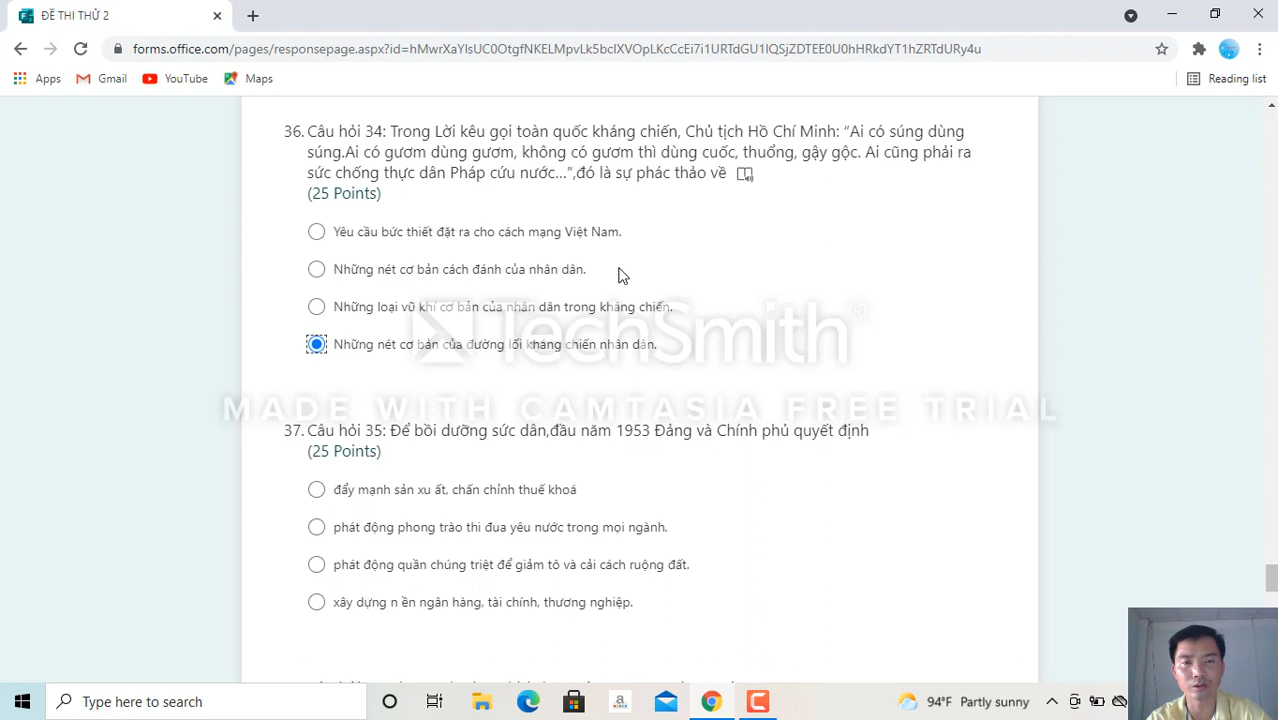 ĐỀ THI THỬ 2
forms.office.com/pages/responsepage.aspx?id=hMwrXaYlsUC0OtgfNKELMpvLk5bclXVOpLKcCcEi7i1URTdGU1lQSjZDTEE0U0hHRkdYT1hZRTdURy4u
Apps Gmail YouTube Maps Reading list
36. Câu hỏi 34: Trong Lời kêu gọi toàn quốc kháng chiến, Chủ tịch Hồ Chí Minh: “Ai có súng dùng
súng.Ai có gươm dùng gươm, không có gươm thì dùng cuốc, thuổng, gậy gộc. Ai cũng phải ra
sức chống thực dân Pháp cứu nước...”,đó là sự phác thảo về
(25 Points)
Yêu cầu bức thiết đặt ra cho cách mạng Việt Nam.
Những nét cơ bản cách đánh của nhân dân.
Những loại vũ khí cơ bản của nhân dân trong kháng chiến.
Những nét cơ bản của đường lối kháng chiến nhân dân.
TechSmith®
MADE WITH CAMTASIA FREE TRIAL
37. Câu hỏi 35: Để bồi dưỡng sức dân,đầu năm 1953 Đảng và Chính phủ quyết định
(25 Points)
đẩy mạnh sản xu ất, chấn chỉnh thuế khoá
phát động phong trào thi đua yêu nước trong mọi ngành.
phát động quần chúng triệt để giảm tô và cải cách ruộng đất.
xây dựng n ền ngân hàng, tài chính, thương nghiệp.
Type here to search
94°F Partly sunny